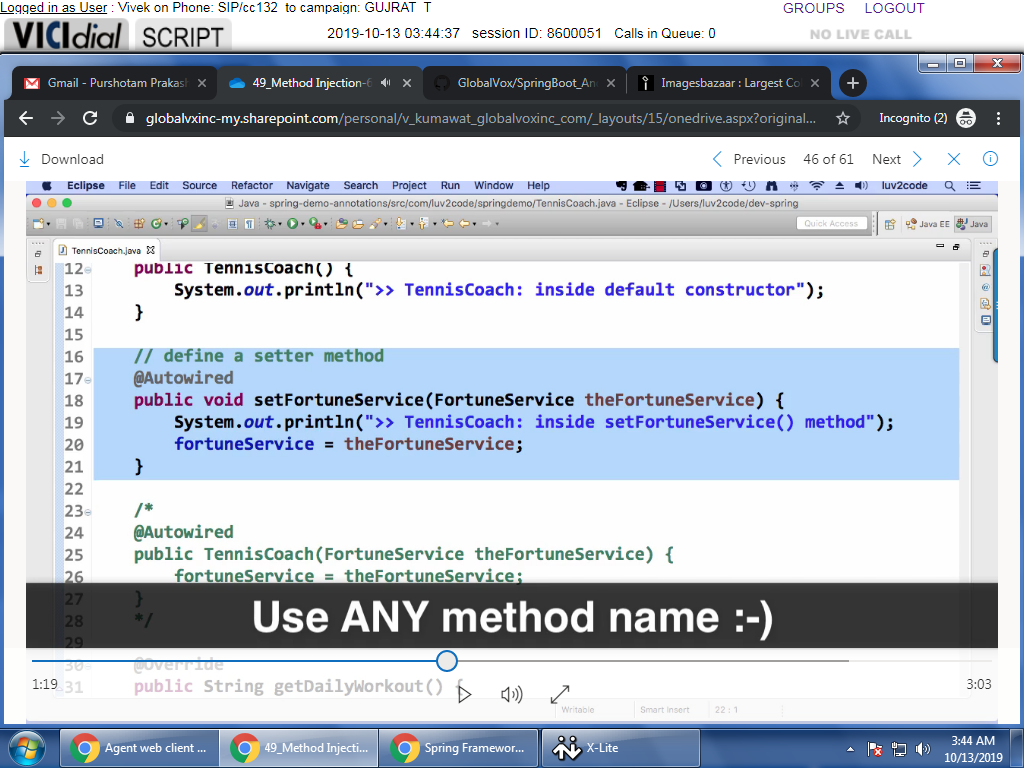 Logged in as User : Vivek on Phone: SIP/cc132 to campaign: GUJRAT_T
GROUPS LOGOUT
VICIdial SCRIPT 2019-10-13 03:44:37 session ID: 8600051 Calls in Queue: 0 NO LIVE CALL
Gmail - Purshotam Prakas 49_Method Injection-6 GlobalVox/SpringBoot_An Imagesbazaar : Largest Co
globalvxinc-my.sharepoint.com/personal/v_kumawat_globalvoxinc_com/_layouts/15/onedrive.aspx?original... Incognito (2)
Download Previous 46 of 61 Next
Eclipse File Edit Source Refactor Navigate Search Project Run Window Help luv2code
Java - spring-demo-annotations/src/com/luv2code/springdemo/TennisCoach.java - Eclipse - /Users/luv2code/dev-spring
Quick Access Java EE Java
TennisCoach.java
12 public TennisCoach() {
13 System.out.println(">> TennisCoach: inside default constructor");
14 }
15
16 // define a setter method
17 @Autowired
18 public void setFortuneService(FortuneService theFortuneService) {
19 System.out.println(">> TennisCoach: inside setFortuneService() method");
20 fortuneService = theFortuneService;
21 }
22
23 /*
24 @Autowired
25 public TennisCoach(FortuneService theFortuneService) {
26 fortuneService = theFortuneService;
27 }
28 */
Use ANY method name :-)
29
30 @Override
31 public String getDailyWorkout() {
1:19 3:03
Writable Smart Insert 22 : 1
Agent web client ... 49_Method Injecti... Spring Framewor... X-Lite
3:44 AM
10/13/2019